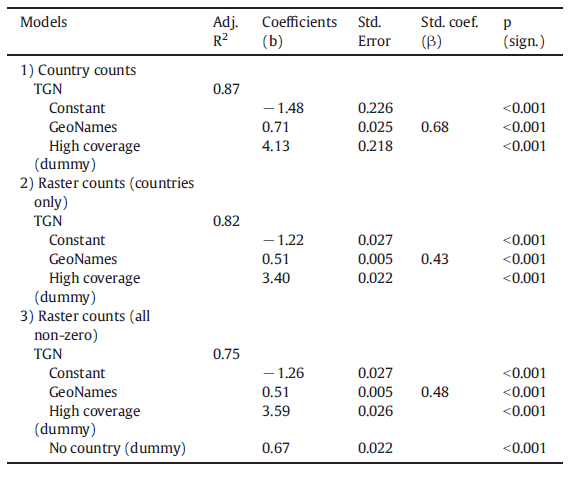 Models Adj. R² Coefficients (b) Std. Error Std. coef. (β) p (sign.)
1) Country counts
TGN 0.87
Constant −1.48 0.226 <0.001
GeoNames 0.71 0.025 0.68 <0.001
High coverage 4.13 0.218 <0.001
(dummy)
2) Raster counts (countries
only)
TGN 0.82
Constant −1.22 0.027 <0.001
GeoNames 0.51 0.005 0.43 <0.001
High coverage 3.40 0.022 <0.001
(dummy)
3) Raster counts (all
non-zero)
TGN 0.75
Constant −1.26 0.027 <0.001
GeoNames 0.51 0.005 0.48 <0.001
High coverage 3.59 0.026 <0.001
(dummy)
No country (dummy) 0.67 0.022 <0.001